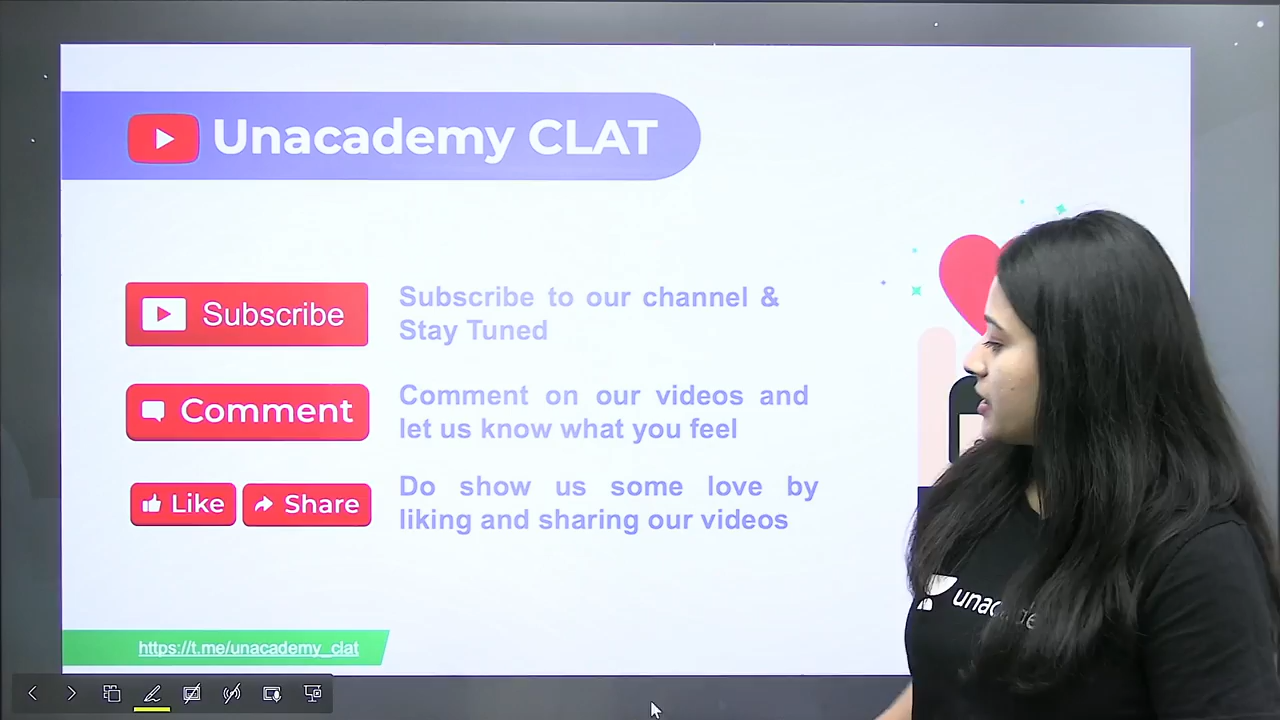 Unacademy CLAT
Subscribe
Subscribe to our channel &
Stay Tuned
Comment
Comment on our videos and
let us know what you feel
Like
Share
Do show us some love by
liking and sharing our videos
https://t.me/unacademy_clat